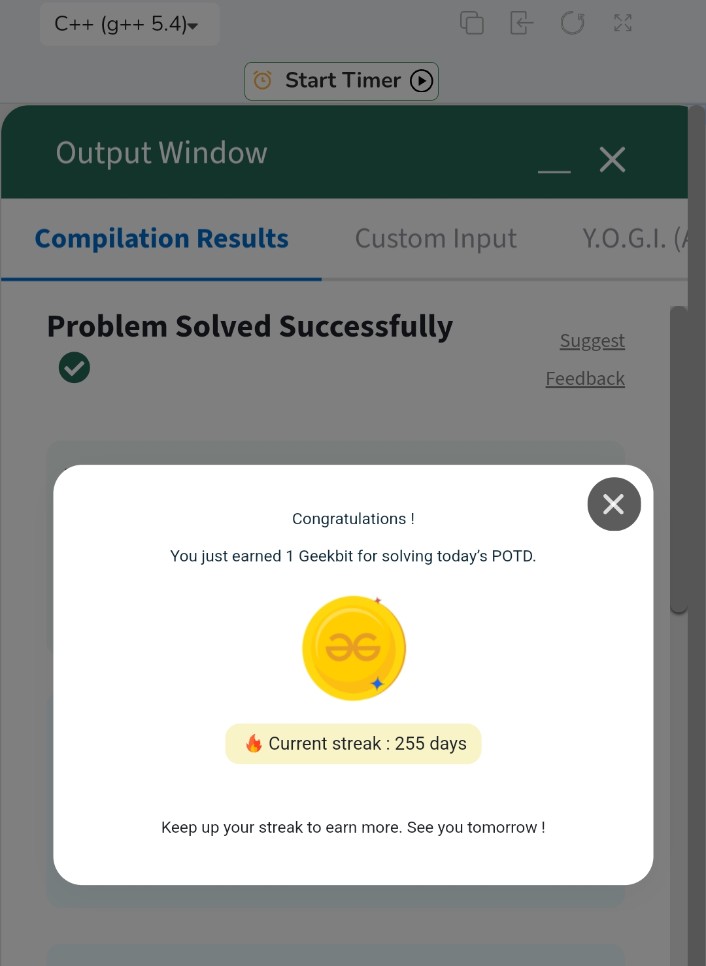 C++ (g++ 5.4)
Start Timer
Output Window
Compilation Results
Custom Input
Y.O.G.I. (A
Problem Solved Successfully
Suggest
Feedback
Congratulations !
You just earned 1 Geekbit for solving today's POTD.
Current streak : 255 days
Keep up your streak to earn more. See you tomorrow !